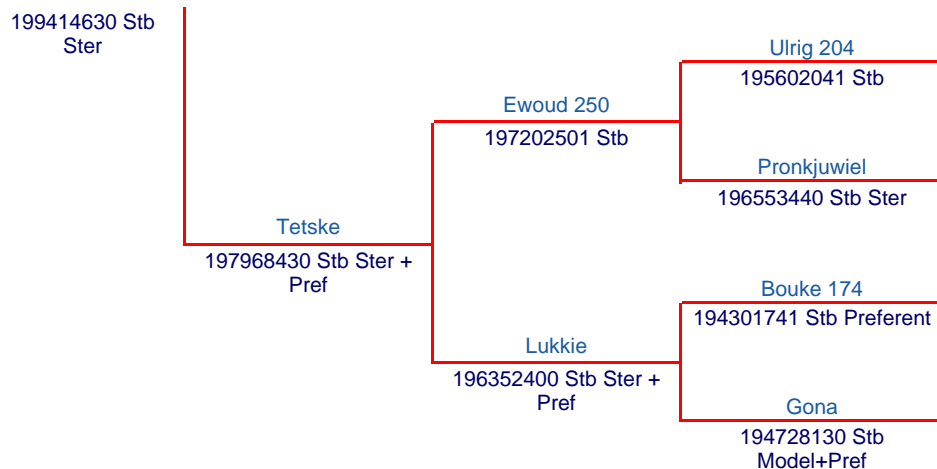 199414630 Stb
Ster
Ulrig 204
195602041 Stb
Ewoud 250
197202501 Stb
Pronkjuwiel
196553440 Stb Ster
Tetske
197968430 Stb Ster +
Pref
Bouke 174
194301741 Stb Preferent
Lukkie
196352400 Stb Ster +
Pref
Gona
194728130 Stb
Model+Pref